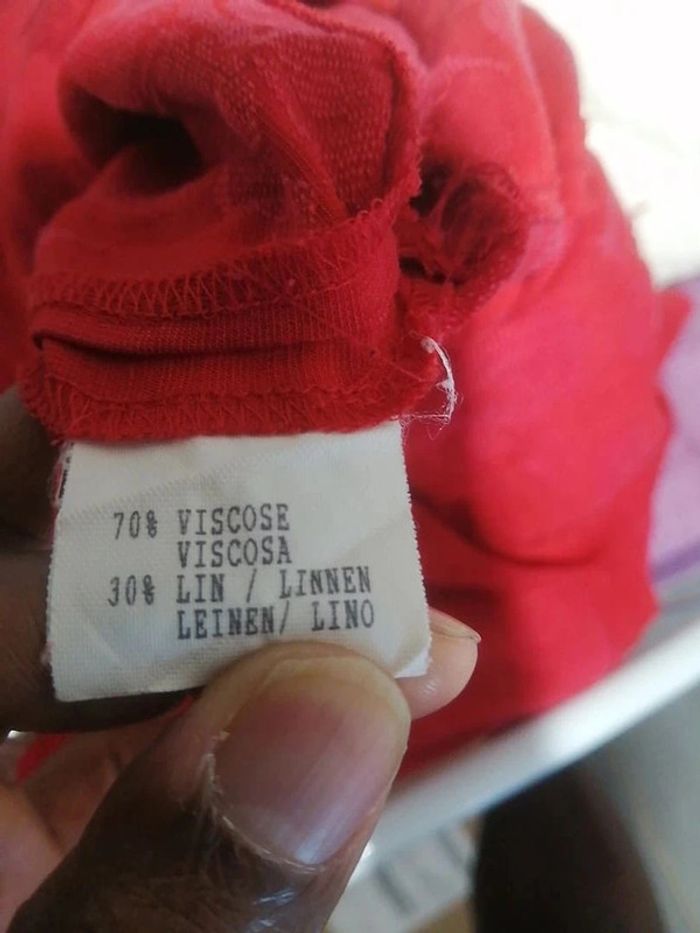 70% VISCOSE
VISCOSA
30% LIN / LINNEN
LEINEN/ LINO